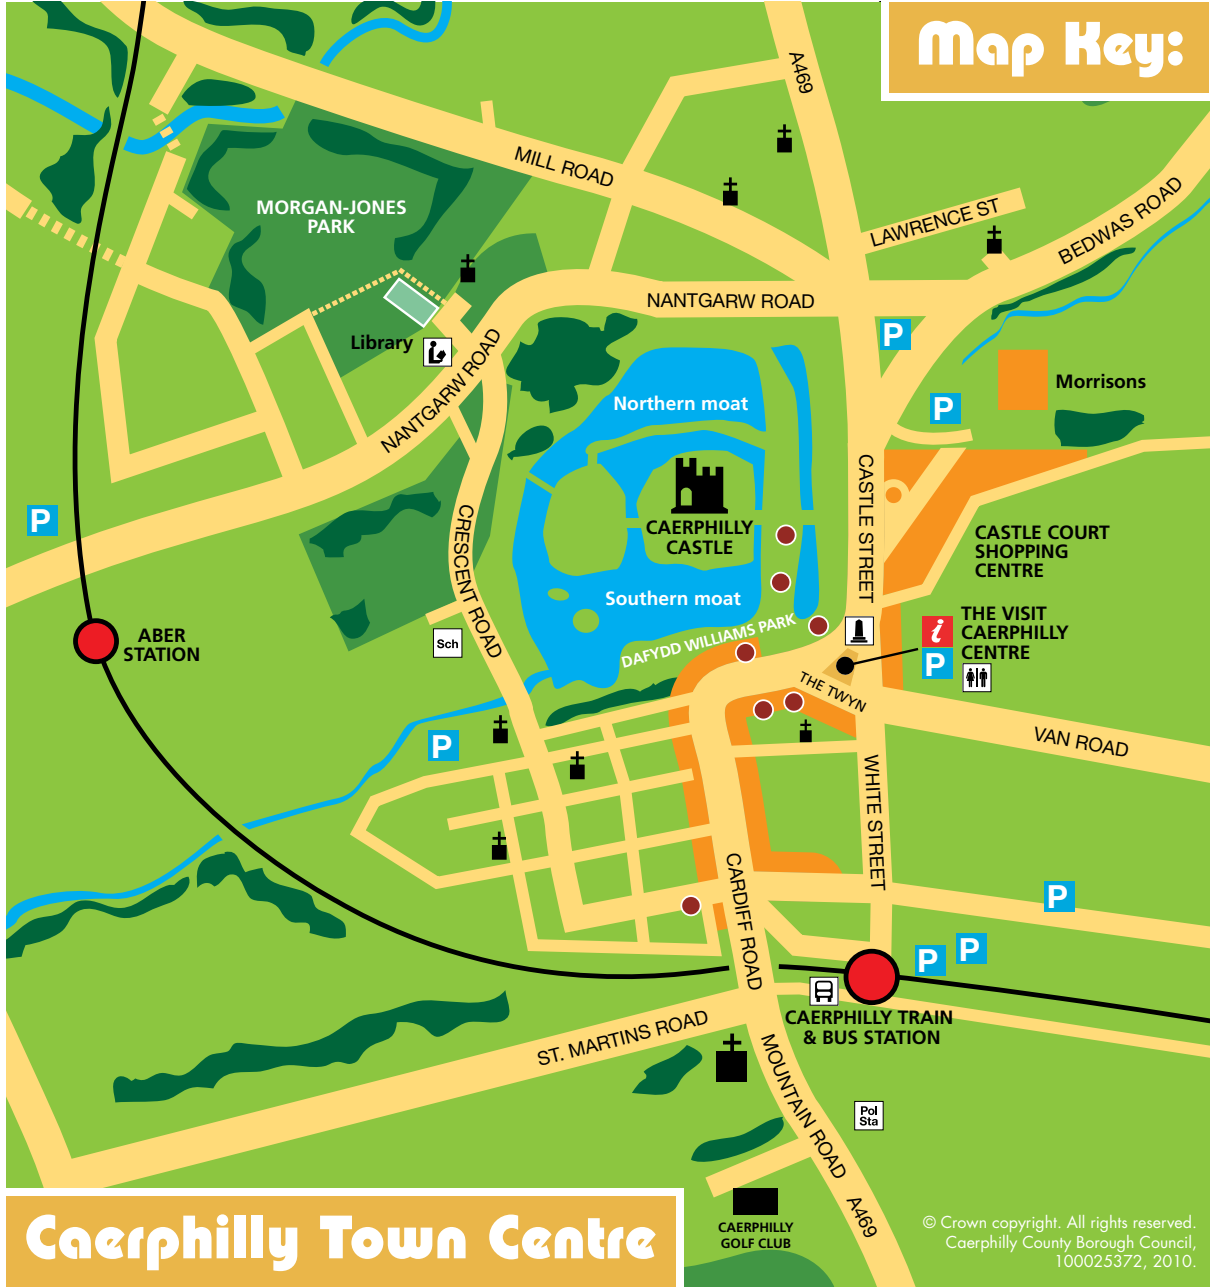 Map Key:
A469
MILL ROAD
MORGAN-JONES
PARK
LAWRENCE ST
BEDWAS ROAD
NANTGARW ROAD
P
Library
NANTGARW ROAD
Morrisons
Northern moat
P
CASTLE STREET
P
CRESCENT ROAD
CAERPHILLY
CASTLE
CASTLE COURT
SHOPPING
CENTRE
Southern moat
DAFYDD WILLIAMS PARK
ABER
STATION
Sch
i
P
THE VISIT
CAERPHILLY
CENTRE
THE TWYN
P
VAN ROAD
WHITE STREET
CARDIFF ROAD
P
P
P
CAERPHILLY TRAIN
& BUS STATION
ST. MARTINS ROAD
MOUNTAIN ROAD
Pol
Sta
A469
CAERPHILLY
GOLF CLUB
Caerphilly Town Centre
© Crown copyright. All rights reserved.
Caerphilly County Borough Council,
100025372, 2010.